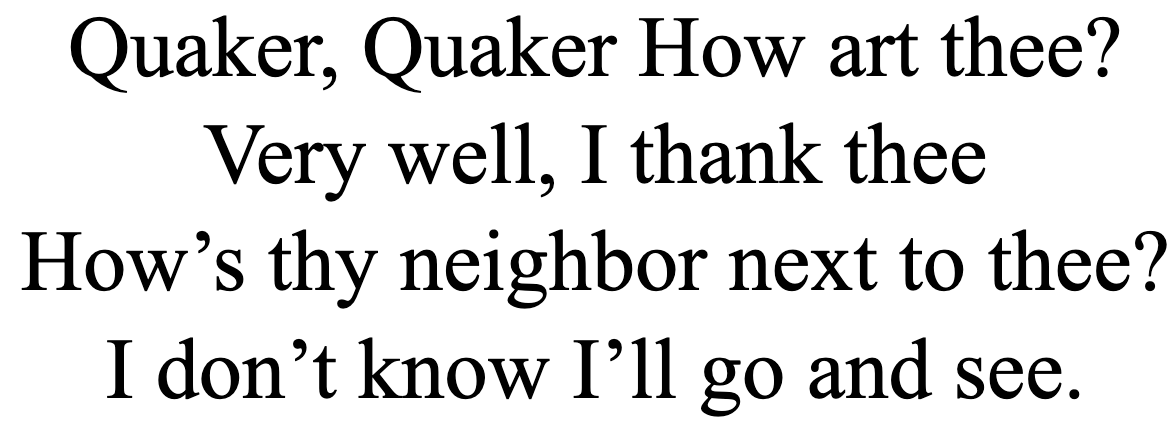 Quaker, Quaker How art thee?
Very well, I thank thee
How’s thy neighbor next to thee?
I don’t know I’ll go and see.